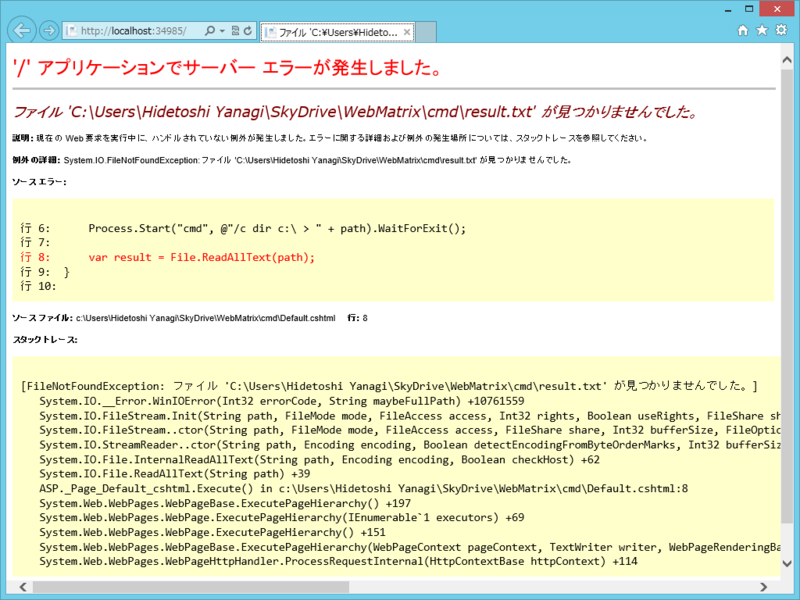 http://localhost:34985/
ファイル 'C:¥Users¥Hideto...
'/' アプリケーションでサーバー エラーが発生しました。
ファイル 'C:\Users\Hidetoshi Yanagi\SkyDrive\WebMatrix\cmd\result.txt' が見つかりませんでした。
説明: 現在の Web 要求を実行中に、ハンドルされていない例外が発生しました。エラーに関する詳細および例外の発生場所については、スタック トレースを参照してください。
例外の詳細: System.IO.FileNotFoundException: ファイル 'C:\Users\Hidetoshi Yanagi\SkyDrive\WebMatrix\cmd\result.txt' が見つかりませんでした。
ソース エラー:
行 6:      Process.Start("cmd", @"/c dir c:\ > " + path).WaitForExit();
行 7:
行 8:      var result = File.ReadAllText(path);
行 9:  }
行 10:
ソース ファイル: c:\Users\Hidetoshi Yanagi\SkyDrive\WebMatrix\cmd\Default.cshtml    行: 8
スタック トレース:
[FileNotFoundException: ファイル 'C:\Users\Hidetoshi Yanagi\SkyDrive\WebMatrix\cmd\result.txt' が見つかりませんでした。]
System.IO.__Error.WinIOError(Int32 errorCode, String maybeFullPath) +10761559
System.IO.FileStream.Init(String path, FileMode mode, FileAccess access, Int32 rights, Boolean useRights, FileShare sh
System.IO.FileStream..ctor(String path, FileMode mode, FileAccess access, FileShare share, Int32 bufferSize, FileOptic
System.IO.StreamReader..ctor(String path, Encoding encoding, Boolean detectEncodingFromByteOrderMarks, Int32 bufferSiz
System.IO.File.InternalReadAllText(String path, Encoding encoding, Boolean checkHost) +62
System.IO.File.ReadAllText(String path) +39
ASP._Page_Default_cshtml.Execute() in c:\Users\Hidetoshi Yanagi\SkyDrive\WebMatrix\cmd\Default.cshtml:8
System.Web.WebPages.WebPageBase.ExecutePageHierarchy() +197
System.Web.WebPages.WebPage.ExecutePageHierarchy(IEnumerable`1 executors) +69
System.Web.WebPages.WebPage.ExecutePageHierarchy() +151
System.Web.WebPages.WebPageBase.ExecutePageHierarchy(WebPageContext pageContext, TextWriter writer, WebPageRenderingBa
System.Web.WebPages.WebPageHttpHandler.ProcessRequestInternal(HttpContextBase httpContext) +114